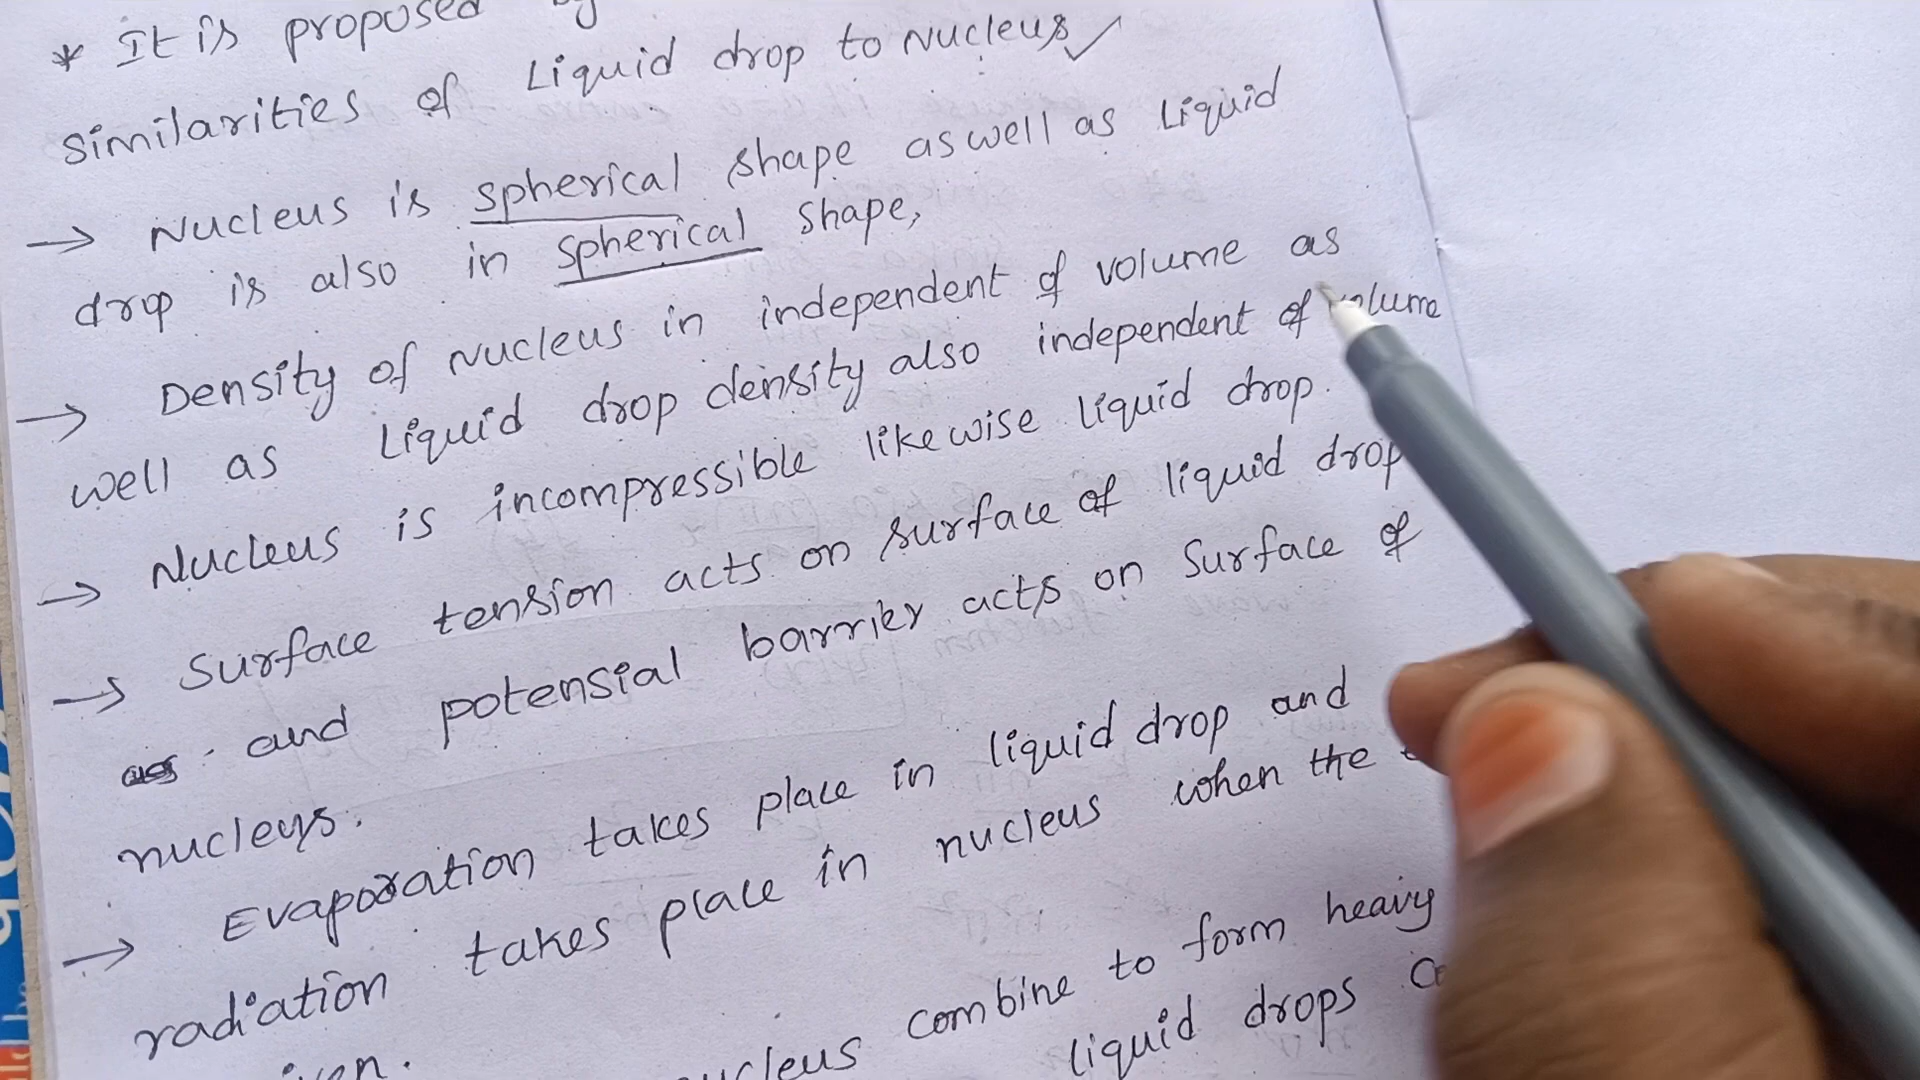 * It is proposed by
similarities of Liquid drop to Nucleus ✓
→ Nucleus is spherical shape aswell as Liquid
drop is also in spherical shape,
→ Density of Nucleus in independent of volume as
well as Liquid drop density also independent of volume
→ Nucleus is incompressible likewise liquid drop.
→ Surface tension acts on surface of liquid drop
and potensial barrier acts on surface of
nucleus.
→ Evaporation takes place in liquid drop and
radiation takes place in nucleus when the
combine to form heavy
liquid drops